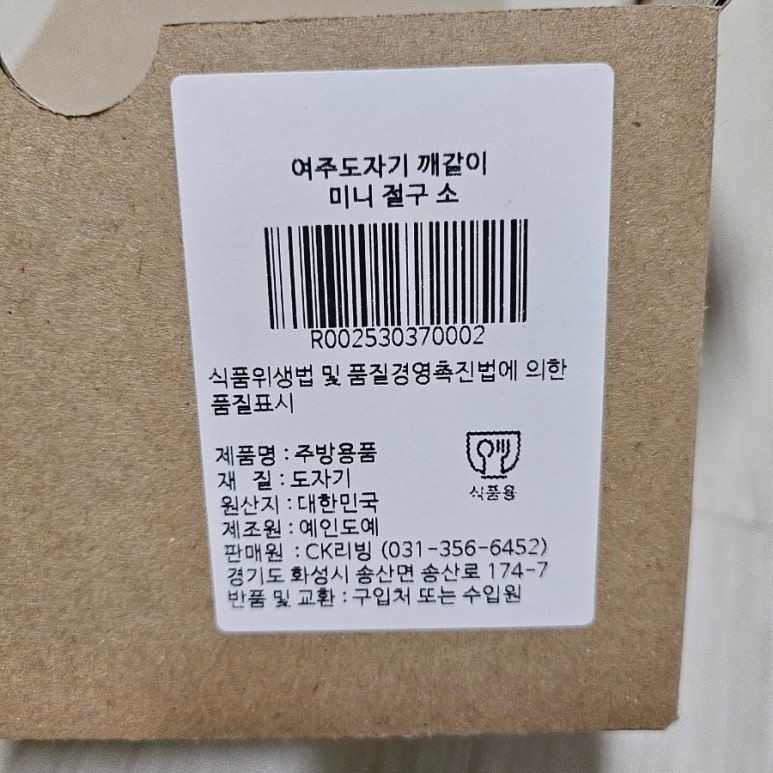 여주도자기 깨갈이
미니 절구 소
R002530370002
식품위생법 및 품질경영촉진법에 의한
품질표시
제품명 : 주방용품
재 질 : 도자기
원산지 : 대한민국
제조원 : 예인도예
식품용
판매원 : CK리빙 (031-356-6452)
경기도 화성시 송산면 송산로 174-7
반품 및 교환 : 구입처 또는 수입원